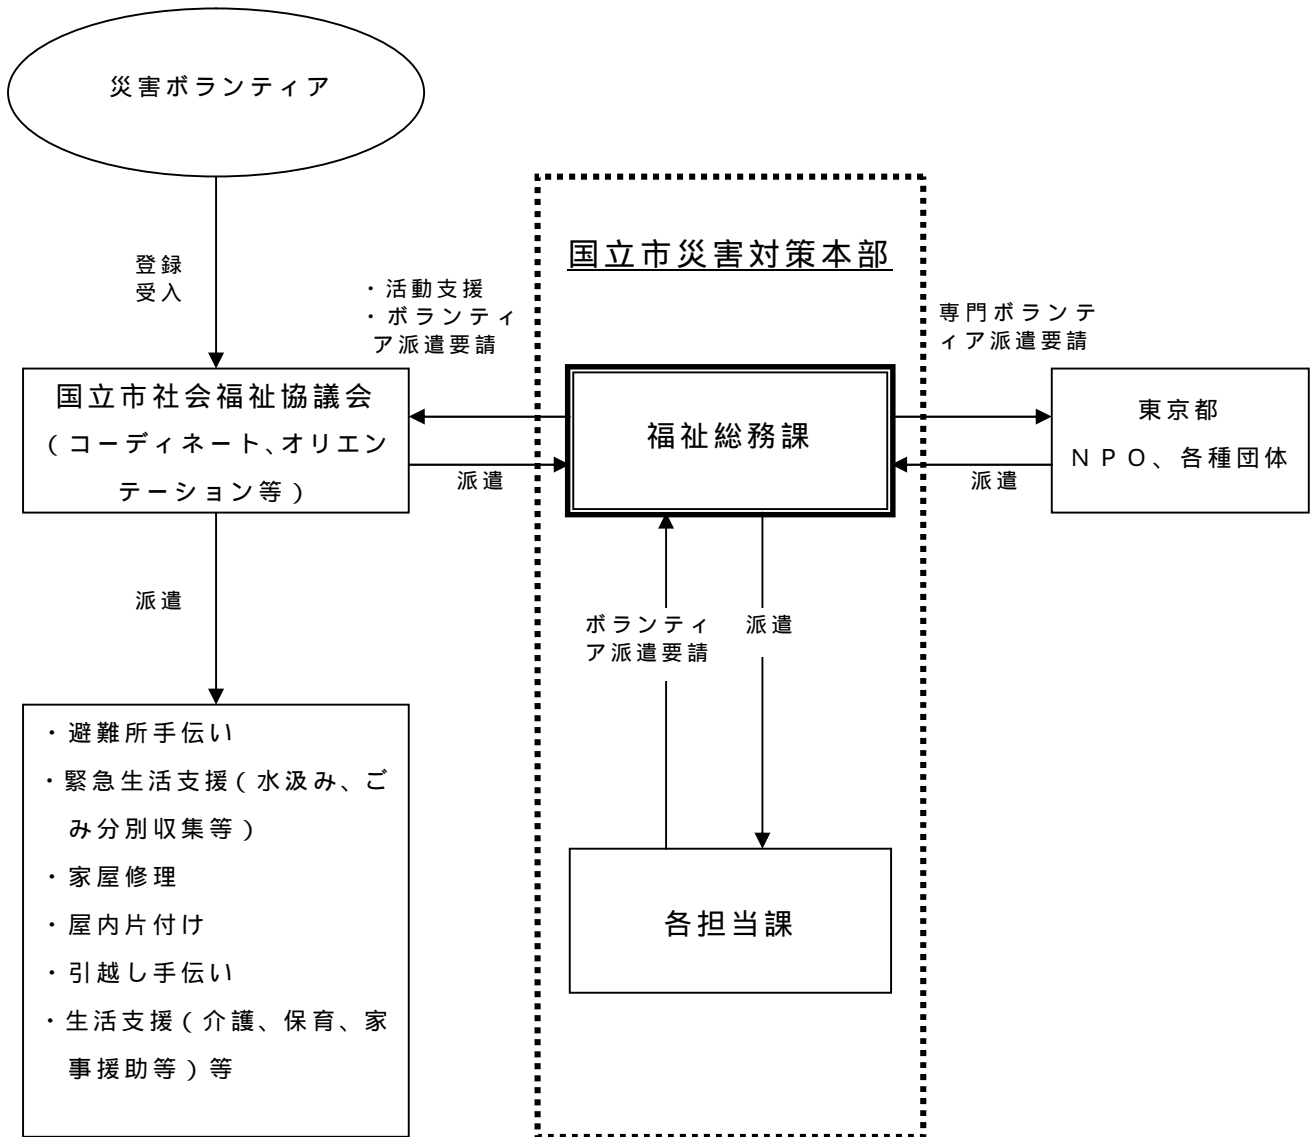 災害ボランティア
国立市災害対策本部
登録
受入
・活動支援
・ボランティ
ア派遣要請
専門ボランテ
ィア派遣要請
国立市社会福祉協議会
（コーディネート、オリエン
テーション等）
福祉総務課
東京都
ＮＰＯ、各種団体
派遣
派遣
派遣
ボランティ
ア派遣要請
派遣
・避難所手伝い
・緊急生活支援（水汲み、ご
み分別収集等）
・家屋修理
・屋内片付け
・引越し手伝い
・生活支援（介護、保育、家
事援助等）等
各担当課